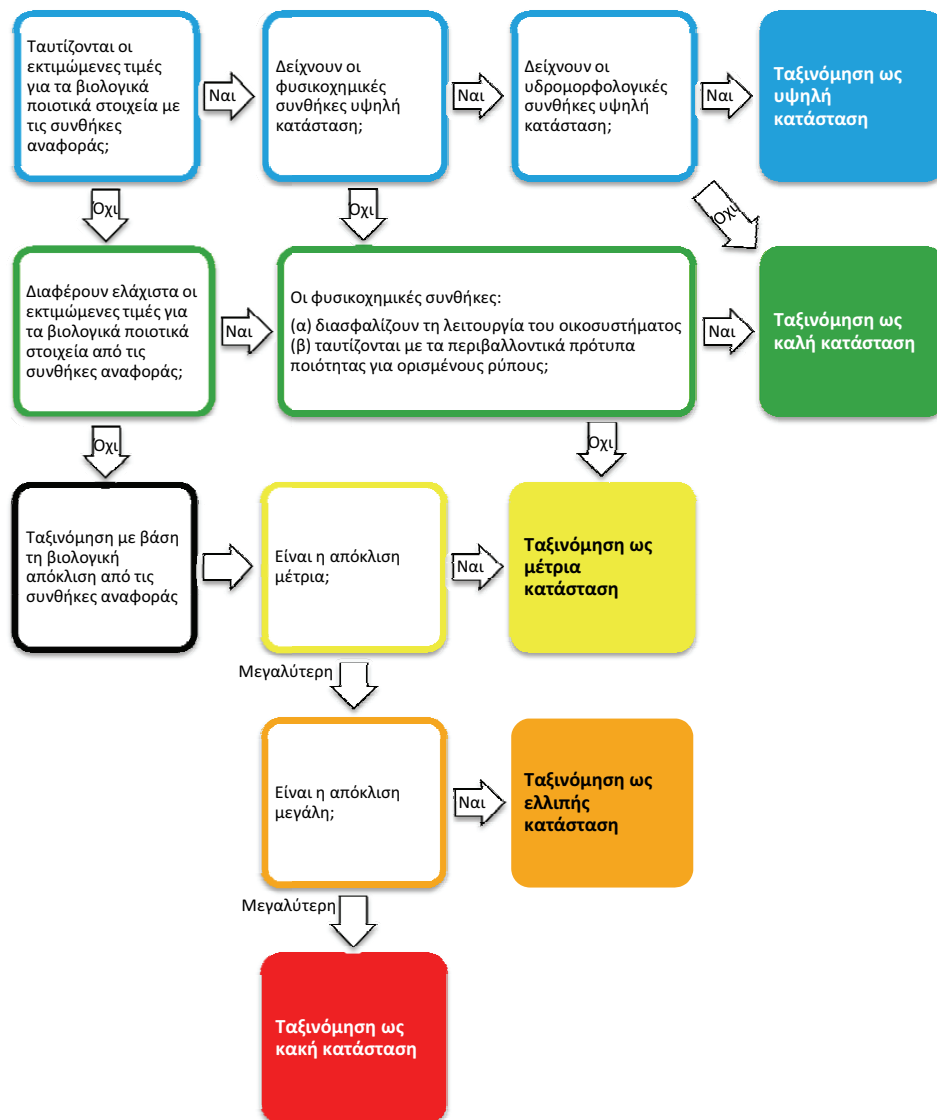 Ταυτίζονται οι
εκτιμώμενες τιμές
για τα βιολογικά
ποιοτικά στοιχεία με
τις συνθήκες
αναφοράς;
Ναι
Δείχνουν οι
φυσικοχημικές
συνθήκες υψηλή
κατάσταση;
Ναι
Δείχνουν οι
υδρομορφολογικές
συνθήκες υψηλή
κατάσταση;
Ναι
Ταξινόμηση ως
υψηλή
κατάσταση
Όχι
Όχι
Όχι
Διαφέρουν ελάχιστα οι
εκτιμώμενες τιμές για
τα βιολογικά ποιοτικά
στοιχεία από τις
συνθήκες αναφοράς;
Ναι
Οι φυσικοχημικές συνθήκες:
(α) διασφαλίζουν τη λειτουργία του οικοσυστήματος
(β) ταυτίζονται με τα περιβαλλοντικά πρότυπα
ποιότητας για ορισμένους ρύπους;
Ναι
Ταξινόμηση ως
καλή κατάσταση
Όχι
Όχι
Ταξινόμηση με βάση
τη βιολογική
απόκλιση από τις
συνθήκες αναφοράς
Είναι η απόκλιση
μέτρια;
Ναι
Ταξινόμηση ως
μέτρια
κατάσταση
Μεγαλύτερη
Είναι η απόκλιση
μεγάλη;
Ναι
Ταξινόμηση ως
ελλιπής
κατάσταση
Μεγαλύτερη
Ταξινόμηση ως
κακή κατάσταση